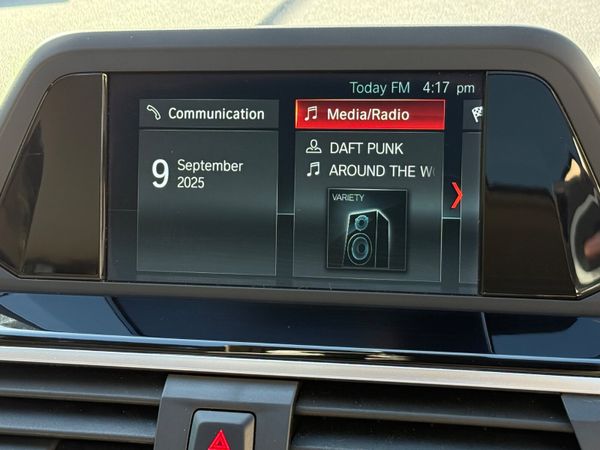 Today FM 4:17 pm
Communication
Media/Radio
9 September
2025
DAFT PUNK
AROUND THE W
VARIETY